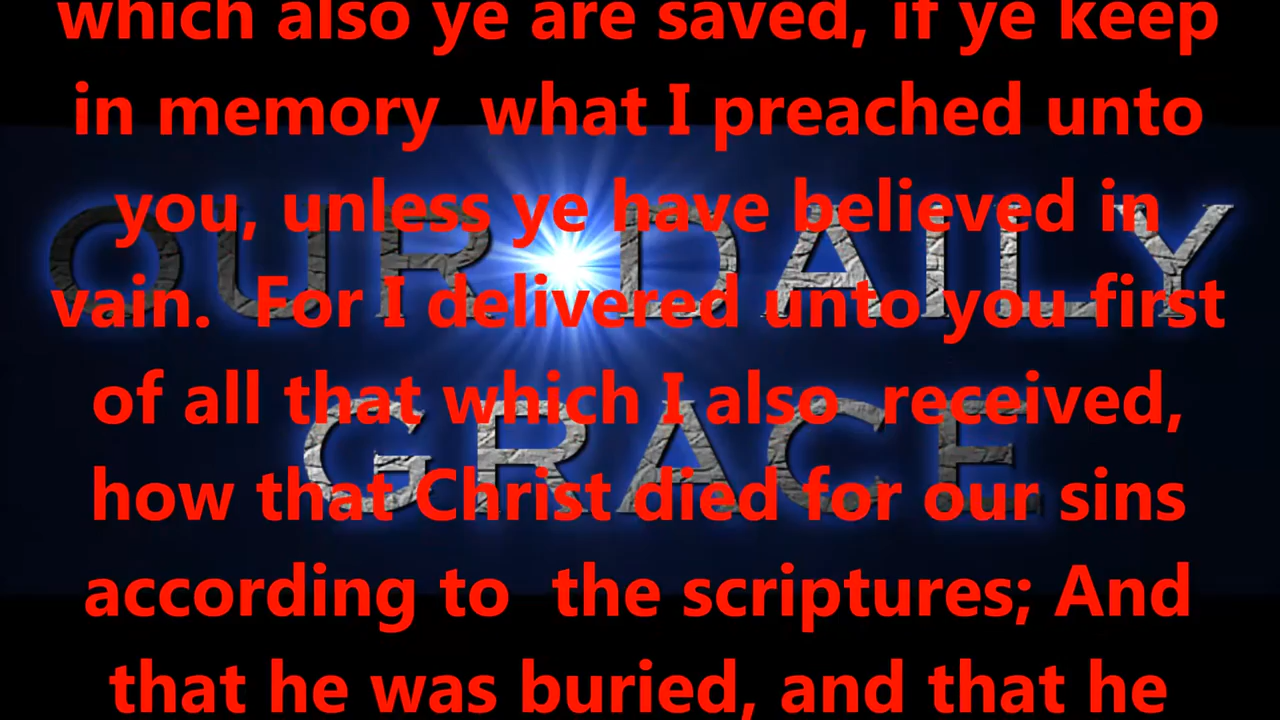 which also ye are saved, if ye keep
in memory what I preached unto
you, unless ye have believed in
vain. For I delivered unto you first
of all that which I also received,
how that Christ died for our sins
according to the scriptures; And
that he was buried, and that he
OUR DAILY
GRACE